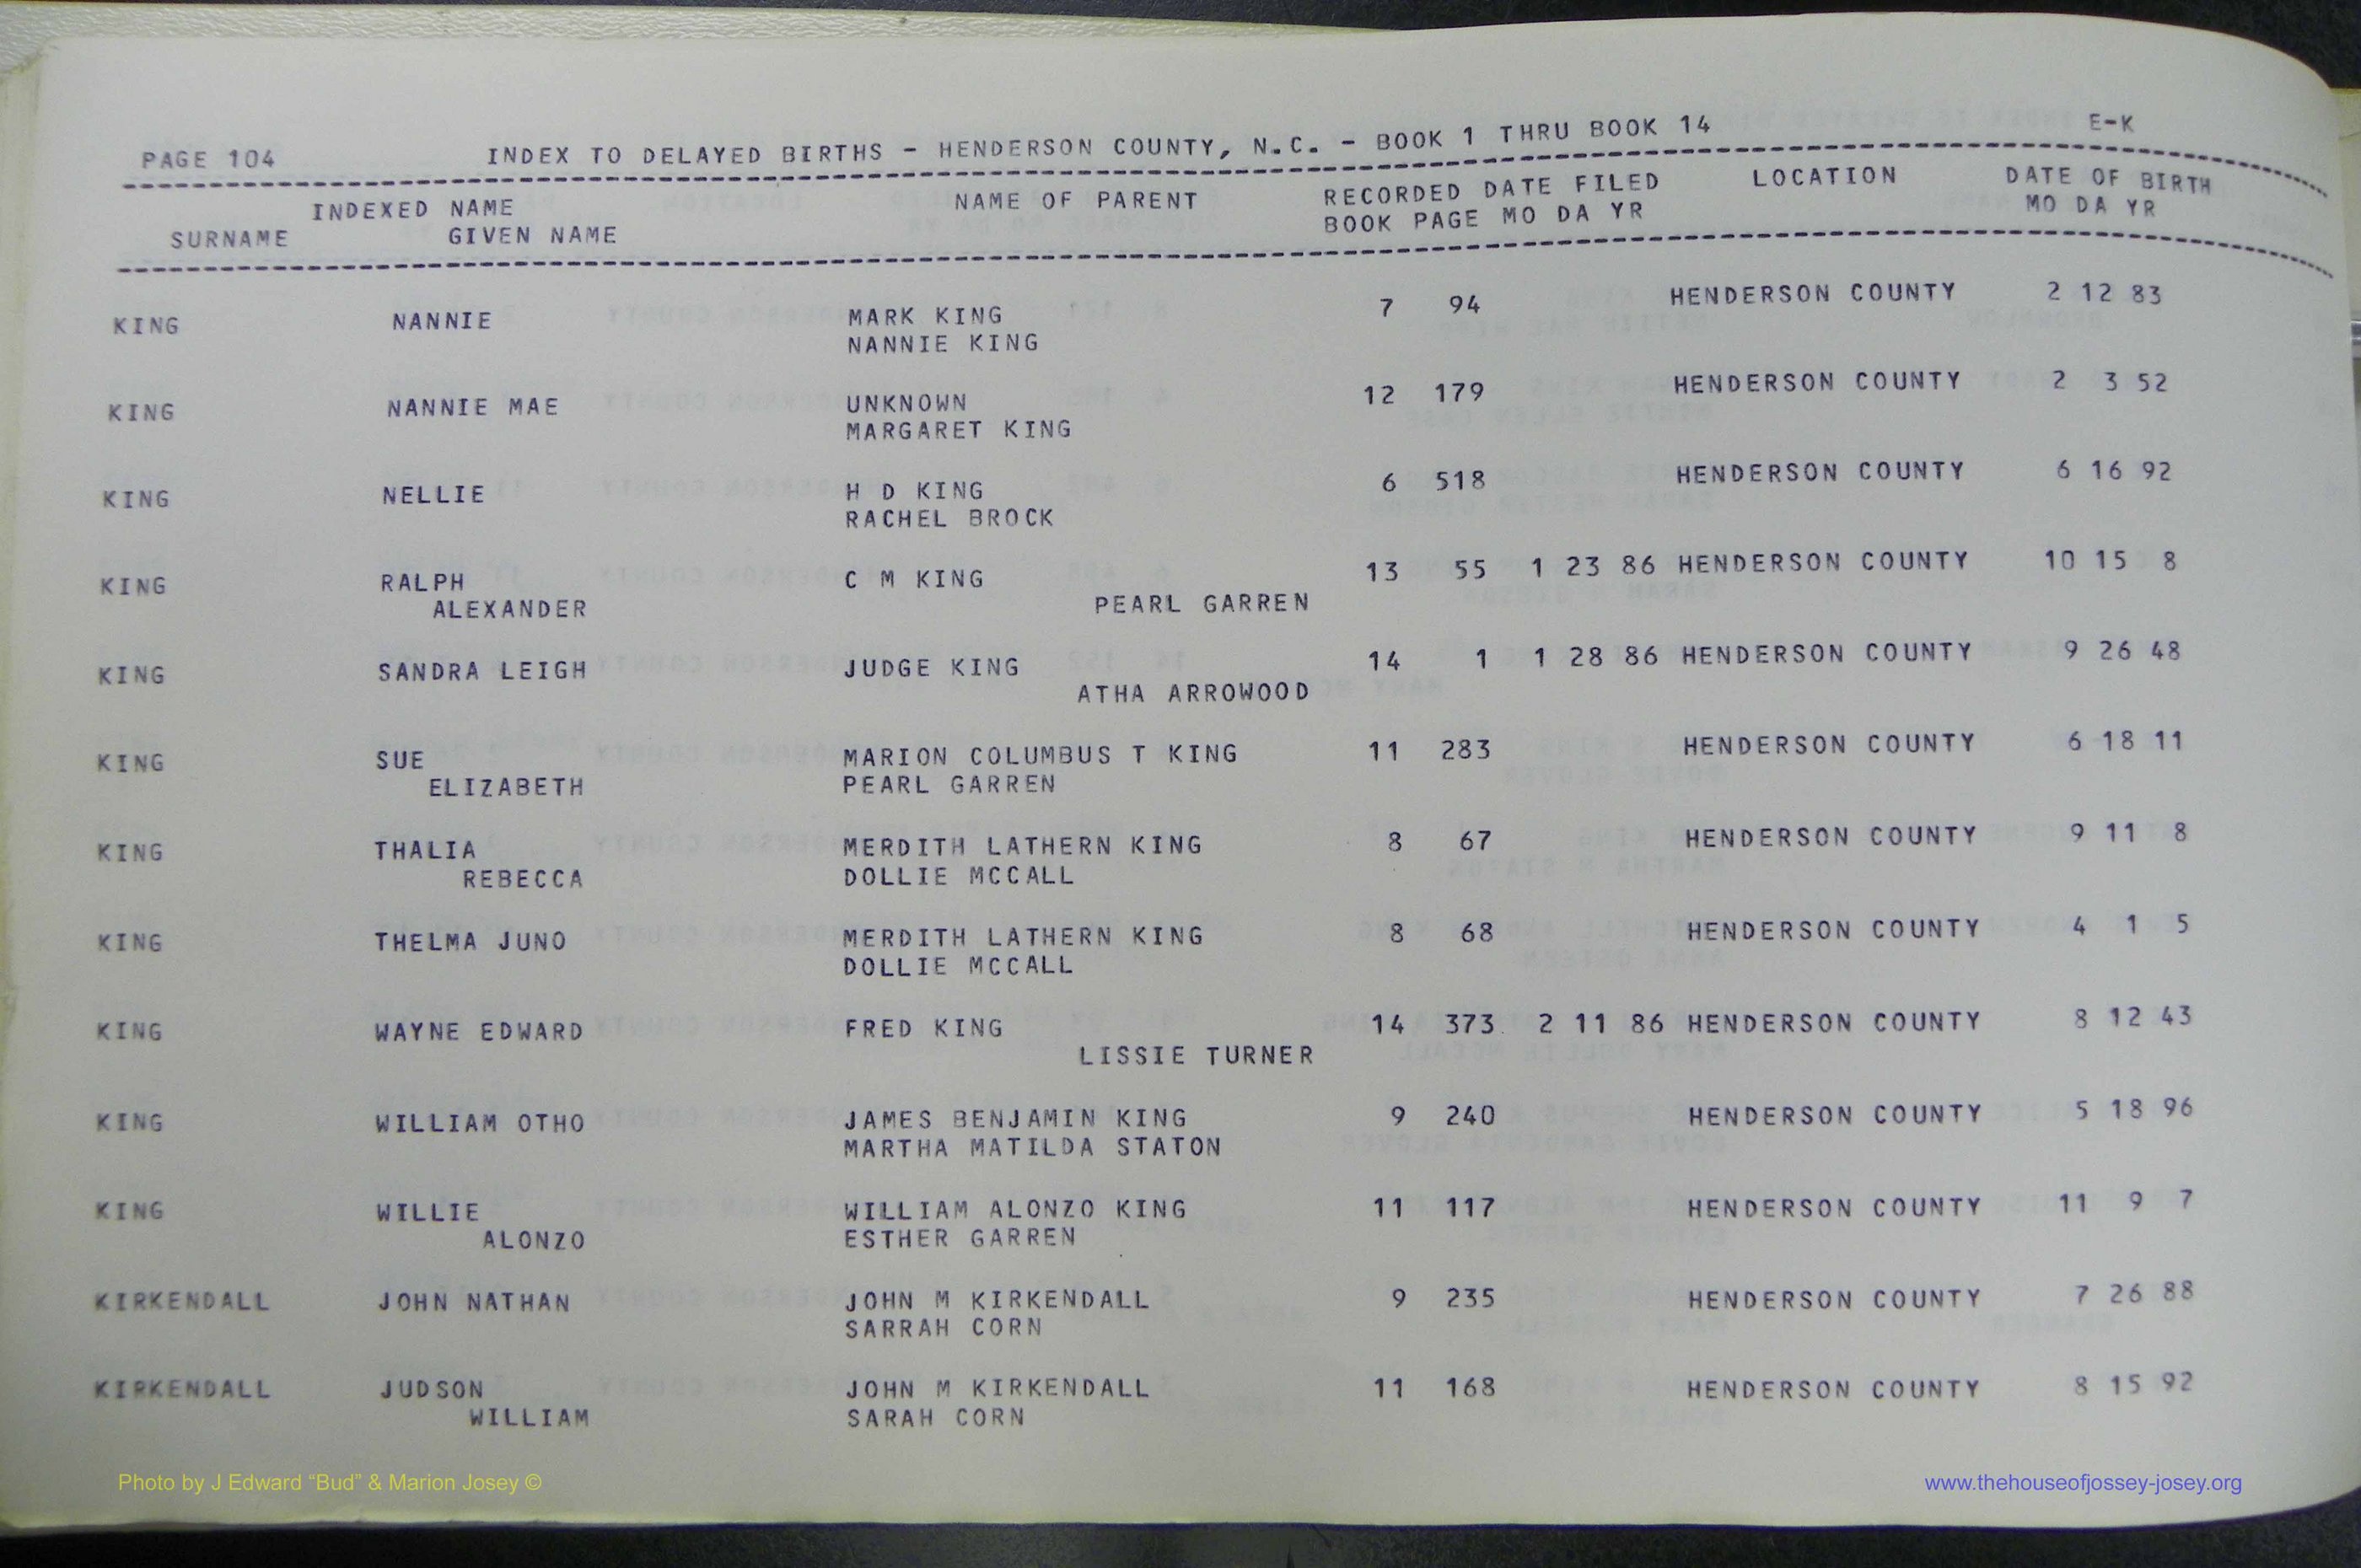 PAGE 104 INDEX TO DELAYED BIRTHS - HENDERSON COUNTY, N.C. - BOOK 1 THRU BOOK 14 E-K
INDEXED NAME NAME OF PARENT RECORDED DATE FILED LOCATION DATE OF BIRTH
SURNAME GIVEN NAME BOOK PAGE MO DA YR MO DA YR
KING NANNIE MARK KING 7 94 HENDERSON COUNTY 2 12 83
NANNIE KING
KING NANNIE MAE UNKNOWN 12 179 HENDERSON COUNTY 2 3 52
MARGARET KING
KING NELLIE H D KING 6 518 HENDERSON COUNTY 6 16 92
RACHEL BROCK
KING RALPH C M KING 13 55 1 23 86 HENDERSON COUNTY 10 15 8
ALEXANDER PEARL GARREN
KING SANDRA LEIGH JUDGE KING 14 1 1 28 86 HENDERSON COUNTY 9 26 48
ATHA ARROWOOD
KING SUE MARION COLUMBUS T KING 11 283 HENDERSON COUNTY 6 18 11
ELIZABETH PEARL GARREN
KING THALIA MERDITH LATHERN KING 8 67 HENDERSON COUNTY 9 11 8
REBECCA DOLLIE MCCALL
KING THELMA JUNO MERDITH LATHERN KING 8 68 HENDERSON COUNTY 4 1 5
DOLLIE MCCALL
KING WAYNE EDWARD FRED KING 14 373 2 11 86 HENDERSON COUNTY 8 12 43
LISSIE TURNER
KING WILLIAM OTHO JAMES BENJAMIN KING 9 240 HENDERSON COUNTY 5 18 96
MARTHA MATILDA STATON
KING WILLIE WILLIAM ALONZO KING 11 117 HENDERSON COUNTY 11 9 7
ALONZO ESTHER GARREN
KIRKENDALL JOHN NATHAN JOHN M KIRKENDALL 9 235 HENDERSON COUNTY 7 26 88
SARRAH CORN
KIRKENDALL JUDSON JOHN M KIRKENDALL 11 168 HENDERSON COUNTY 8 15 92
WILLIAM SARAH CORN
Photo by J Edward “Bud” & Marion Josey © www.thehouseofjossey-josey.org